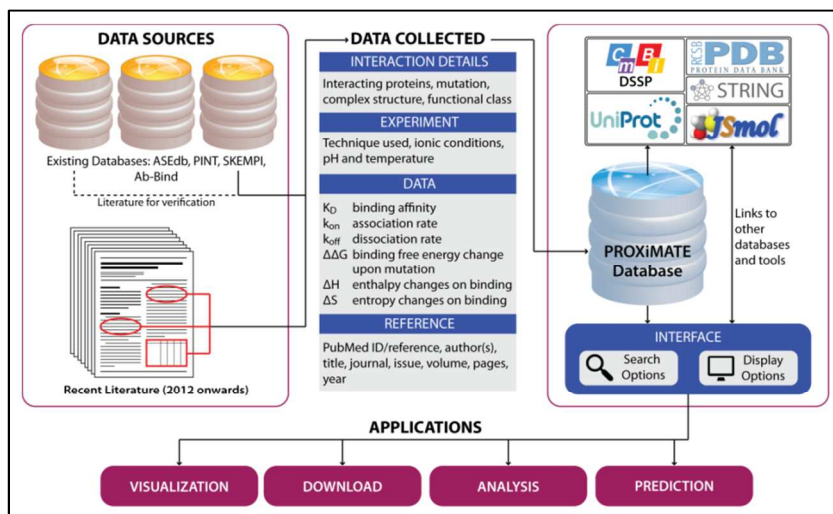 DATA SOURCES
Existing Databases: ASEdb, PINT, SKEMPI,
Ab-Bind
Literature for verification
Recent Literature (2012 onwards)
DATA COLLECTED
INTERACTION DETAILS
Interacting proteins, mutation,
complex structure, functional class
EXPERIMENT
Technique used, ionic conditions,
pH and temperature
DATA
KD binding affinity
kon association rate
koff dissociation rate
ΔΔG binding free energy change
upon mutation
ΔH enthalpy changes on binding
ΔS entropy changes on binding
REFERENCE
PubMed ID/reference, author(s),
title, journal, issue, volume, pages,
year
CmBI
DSSP
RCSB
PDB
PROTEIN DATA BANK
STRING
UniProt
JSmol
PROXiMATE
Database
Links to
other
databases
and tools
INTERFACE
Search
Options
Display
Options
APPLICATIONS
VISUALIZATION
DOWNLOAD
ANALYSIS
PREDICTION